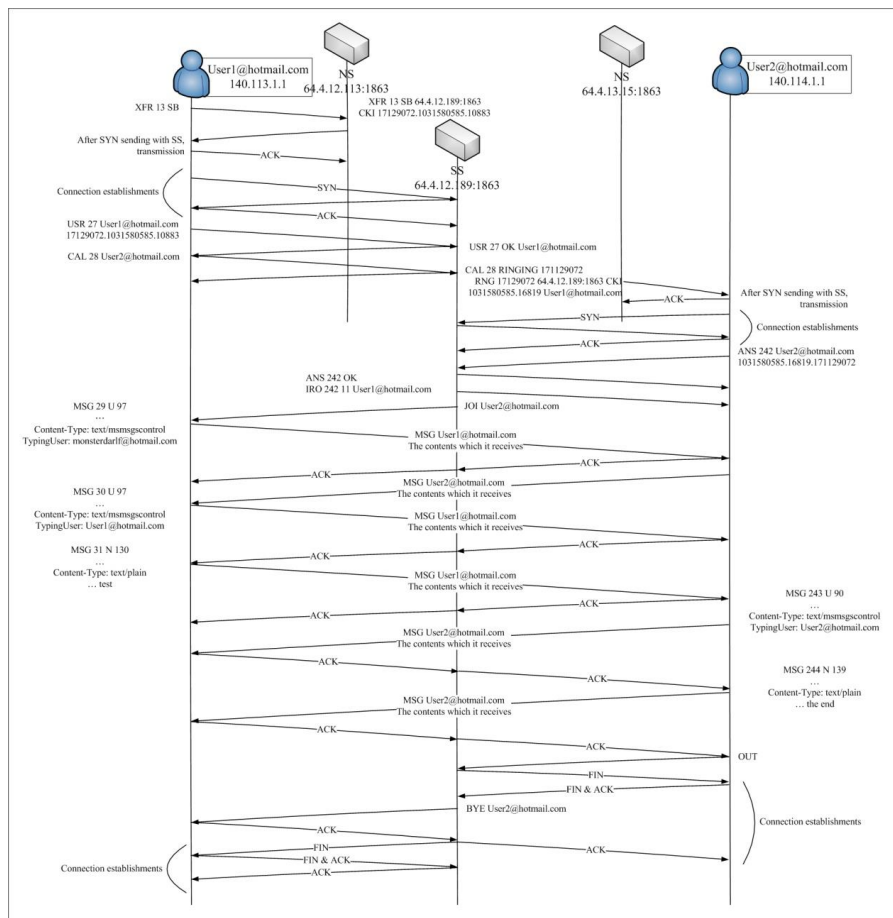 User1@hotmail.com
140.113.1.1
NS
64.4.12.113:1863
NS
64.4.13.15:1863
User2@hotmail.com
140.114.1.1
XFR 13 SB
XFR 13 SB 64.4.12.189:1863
CKI 17129072.1031580585.10883
After SYN sending with SS,
transmission
ACK
SS
64.4.12.189:1863
Connection establishments
SYN
ACK
USR 27 User1@hotmail.com
17129072.1031580585.10883
USR 27 OK User1@hotmail.com
CAL 28 User2@hotmail.com
CAL 28 RINGING 171129072
RNG 17129072 64.4.12.189:1863 CKI
1031580585.16819 User1@hotmail.com
ACK
After SYN sending with SS,
transmission
SYN
Connection establishments
ACK
ANS 242 User2@hotmail.com
1031580585.16819.171129072
ANS 242 OK
IRO 242 11 User1@hotmail.com
JOI User2@hotmail.com
MSG 29 U 97
…
Content-Type: text/msmsgscontrol
TypingUser: monsterdarlf@hotmail.com
MSG User1@hotmail.com
The contents which it receives
ACK
ACK
MSG User2@hotmail.com
The contents which it receives
MSG 30 U 97
…
Content-Type: text/msmsgscontrol
TypingUser: User1@hotmail.com
MSG User1@hotmail.com
The contents which it receives
ACK
ACK
MSG 31 N 130
…
Content-Type: text/plain
… test
MSG User1@hotmail.com
The contents which it receives
ACK
ACK
MSG 243 U 90
…
Content-Type: text/msmsgscontrol
TypingUser: User2@hotmail.com
MSG User2@hotmail.com
The contents which it receives
ACK
ACK
MSG 244 N 139
…
Content-Type: text/plain
… the end
MSG User2@hotmail.com
The contents which it receives
ACK
ACK
OUT
FIN
FIN & ACK
BYE User2@hotmail.com
Connection establishments
ACK
FIN
ACK
Connection establishments
FIN & ACK
ACK